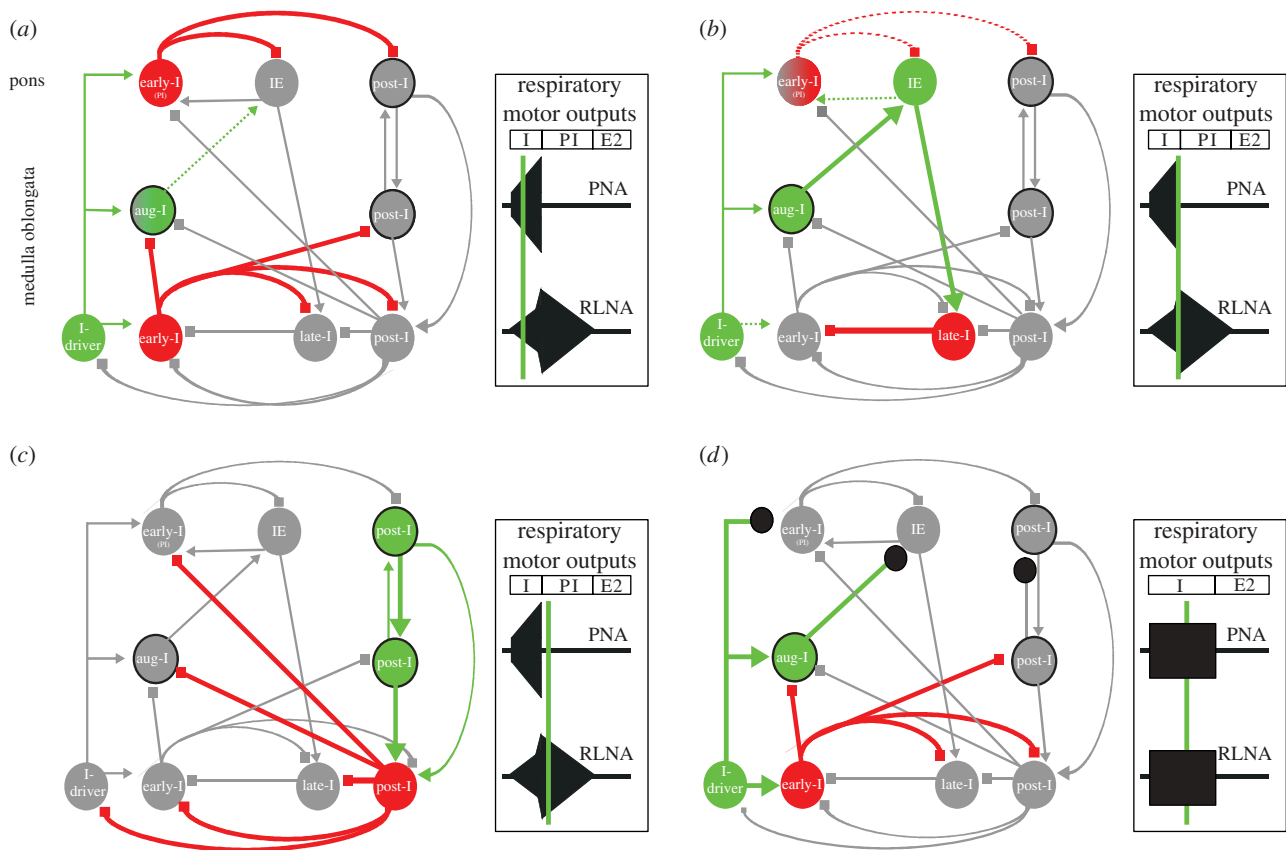 (a)
pons
medulla oblongata
early-I
(PI)
IE
post-I
aug-I
post-I
I-
driver
early-I
late-I
post-I
respiratory
motor outputs
I PI E2
PNA
RLNA
(b)
early-I
(PI)
IE
post-I
aug-I
post-I
I-
driver
early-I
late-I
post-I
respiratory
motor outputs
I PI E2
PNA
RLNA
(c)
early-I
(PI)
IE
post-I
aug-I
post-I
I-
driver
early-I
late-I
post-I
respiratory
motor outputs
I PI E2
PNA
RLNA
(d)
early-I
(PI)
IE
post-I
aug-I
post-I
I-
driver
early-I
late-I
post-I
respiratory
motor outputs
I E2
PNA
RLNA